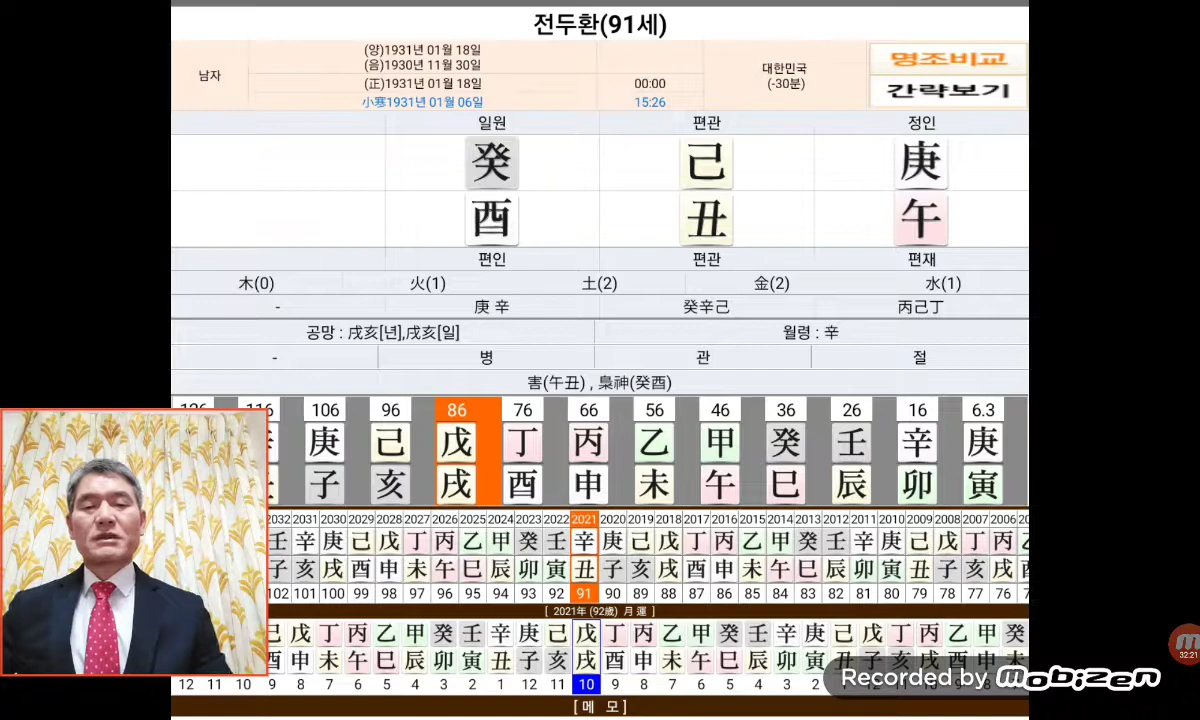 전두환(91세)
남자
(양)1931년 01월 18일
(음)1930년 11월 30일
(正)1931년 01월 18일 00:00
小寒1931년 01월 06일 15:26
대한민국
(-30분)
명조비교
간략보기
일원 편관 정인
癸 己 庚
酉 丑 午
편인 편관 편재
木(0) 火(1) 土(2) 金(2) 水(1)
- 庚 辛 癸辛己 丙己丁
공망 : 戌亥[년],戌亥[일] 월령 : 辛
- 병 관 절
害(午丑) , 梟神(癸酉)
106 96 86 76 66 56 46 36 26 16 6.3
庚 己 戊 丁 丙 乙 甲 癸 壬 辛 庚
子 亥 戌 酉 申 未 午 巳 辰 卯 寅
2032 2031 2030 2029 2028 2027 2026 2025 2024 2023 2022 2021 2020 2019 2018 2017 2016 2015 2014 2013 2012 2011 2010 2009 2008 2007 2006
壬 辛 庚 己 戊 丁 丙 乙 甲 癸 壬 辛 庚 己 戊 丁 丙 乙 甲 癸 壬 辛 庚 己 戊 丁 丙
子 亥 戌 酉 申 未 午 巳 辰 卯 寅 丑 子 亥 戌 酉 申 未 午 巳 辰 卯 寅 丑 子 亥 戌
102 101 100 99 98 97 96 95 94 93 92 91 90 89 88 87 86 85 84 83 82 81 80 79 78 77 76
[ 2021年 (92歲) 月 運 ]
己 戊 丁 丙 乙 甲 癸 壬 辛 庚 己 戊 丁 丙 乙 甲 癸 壬 辛 庚 己 戊 丁 丙 乙 甲 癸
酉 申 未 午 巳 辰 卯 寅 丑 子 亥 戌 酉 申 未 午 巳 辰 卯 寅 丑
12 11 10 9 8 7 6 5 4 3 2 1 12 11 10 9 8 7 6 5 4 3 2
[ 메 모 ]
Recorded by mobizen
32:21